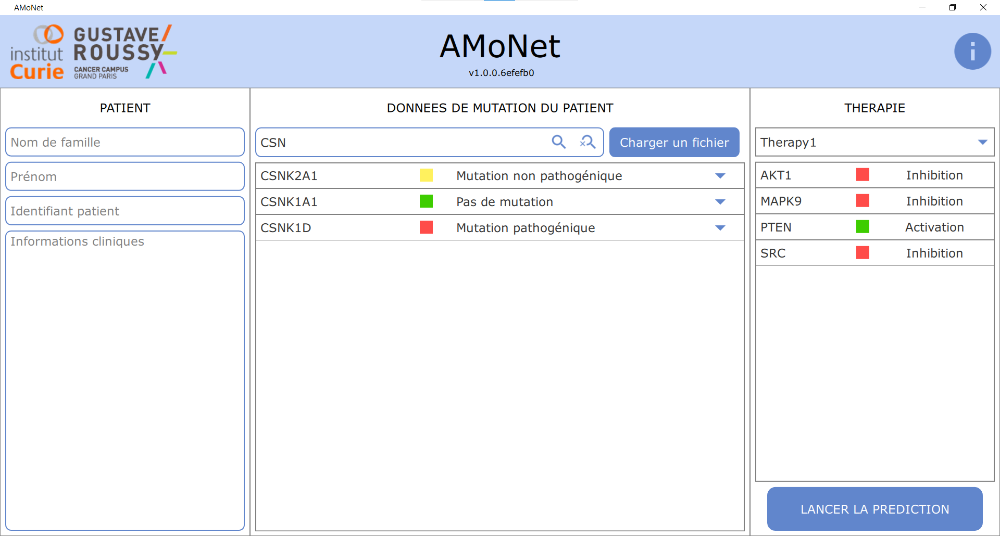 AMoNet
institut
Curie
GUSTAVE
ROUSSY
CANCER CAMPUS
GRAND PARIS
AMoNet
v1.0.0.6efefb0
i
PATIENT
Nom de famille
Prénom
Identifiant patient
Informations cliniques
DONNEES DE MUTATION DU PATIENT
CSN
Charger un fichier
CSNK2A1 Mutation non pathogénique
CSNK1A1 Pas de mutation
CSNK1D Mutation pathogénique
THERAPIE
Therapy1
AKT1 Inhibition
MAPK9 Inhibition
PTEN Activation
SRC Inhibition
LANCER LA PREDICTION